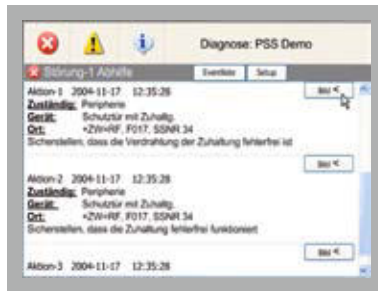 Diagnose: PSS Demo
Störung-1 Abhilfe
Eventliste Setup
Aktion-1 2004-11-17 12:35:28 Bild <
Zuständig: Peripherie
Gerät: Schutztür mit Zuhaltg.
Ort: +ZW=RF, F017, SSNR 34
Sicherstellen, dass die Verdrahtung der Zuhaltung fehlerfrei ist
Bild <
Aktion-2 2004-11-17 12:35:28
Zuständig: Peripherie
Gerät: Schutztür mit Zuhaltg.
Ort: +ZW=RF, F017, SSNR 34
Sicherstellen, dass die Zuhaltung fehlerfrei funktioniert
Bild <
Aktion-3 2004-11-17 12:35:28